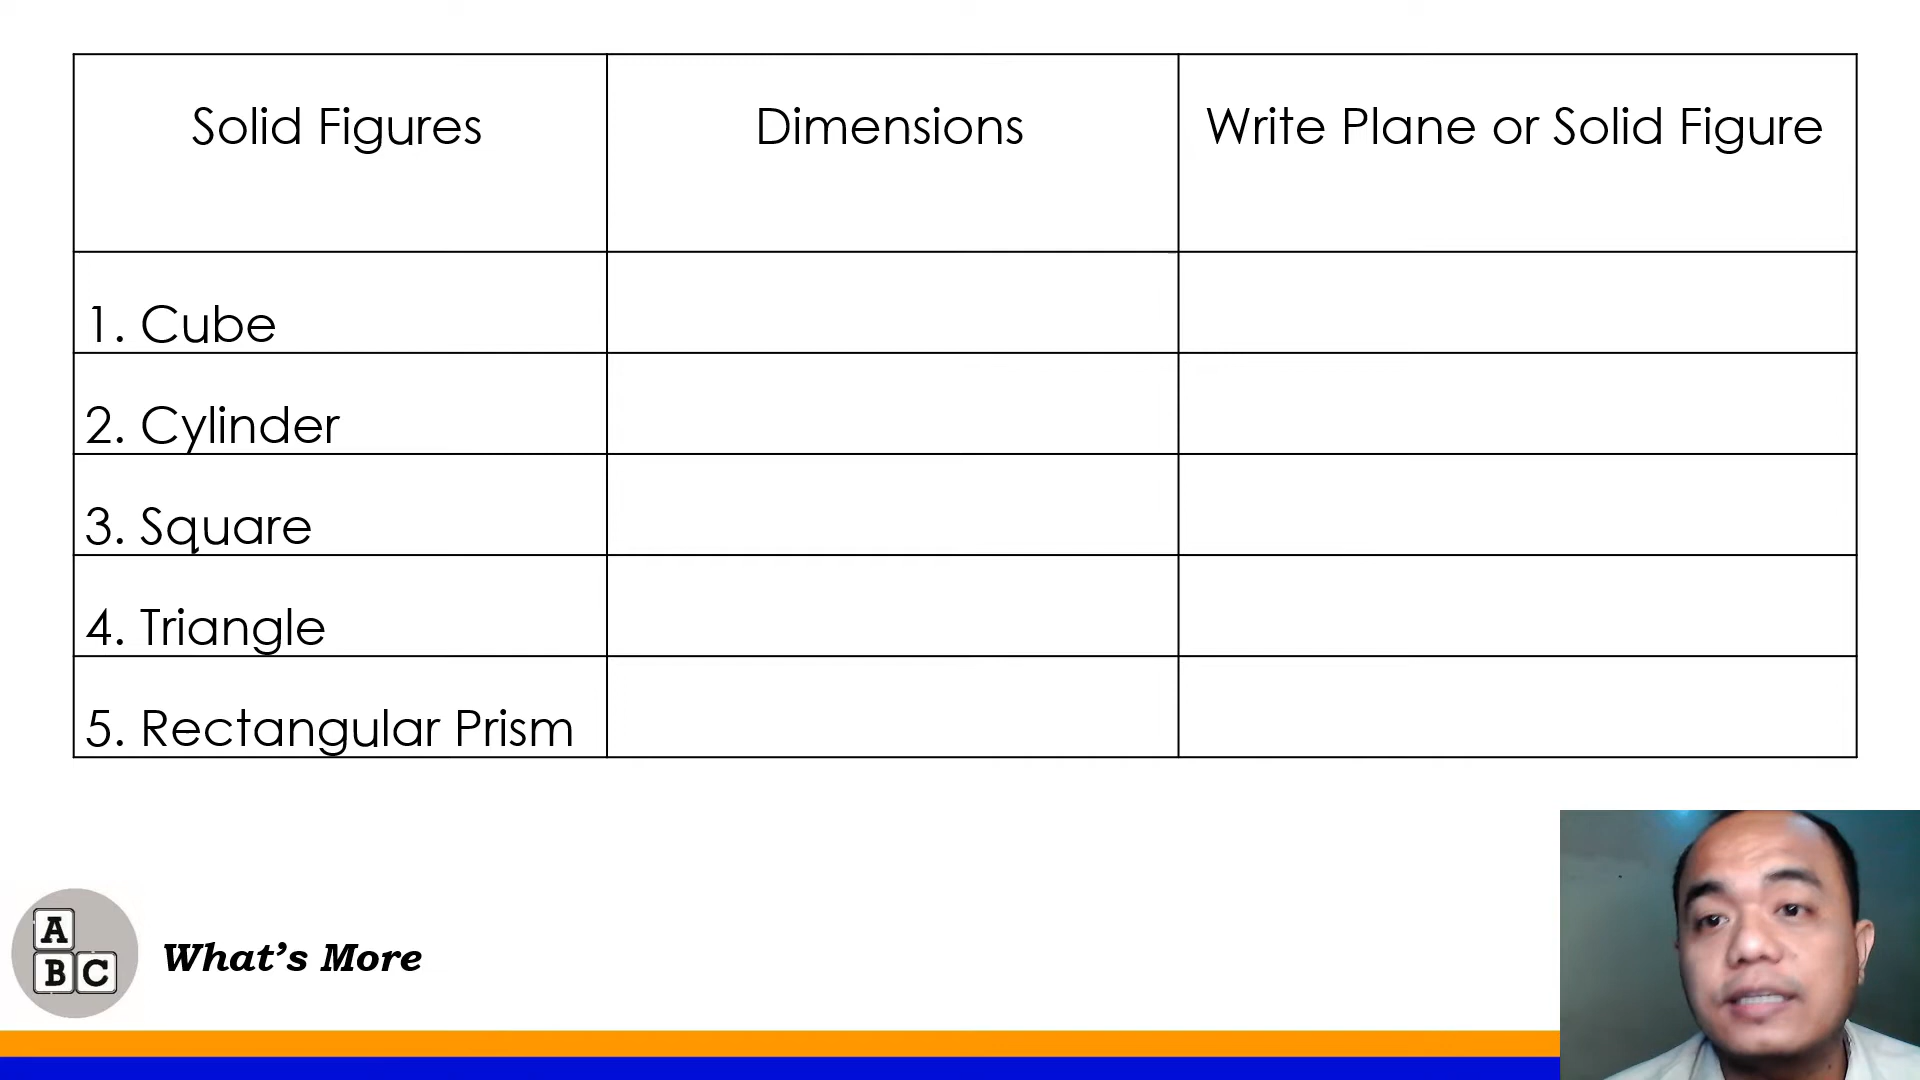 Solid Figures
Dimensions
Write Plane or Solid Figure
1. Cube
2. Cylinder
3. Square
4. Triangle
5. Rectangular Prism
A
B C
What's More